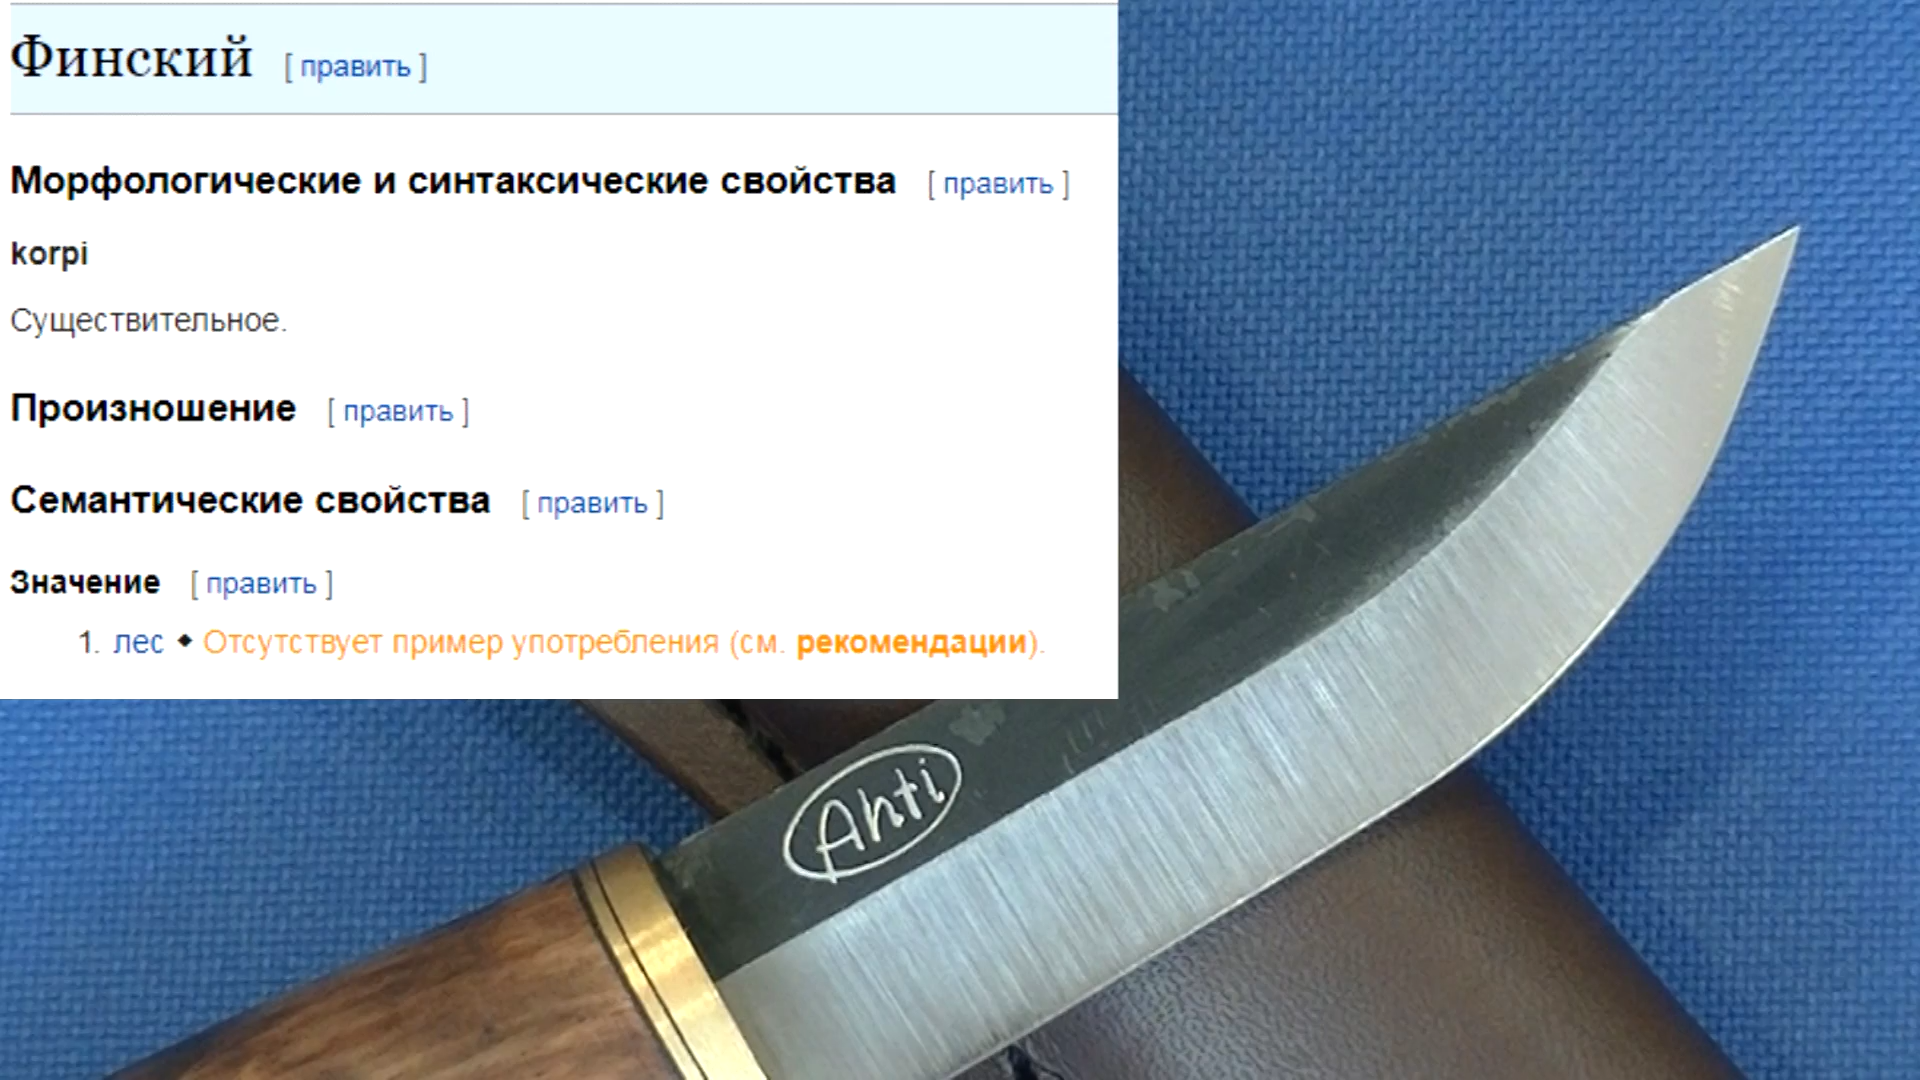 Финский [ править ]
Морфологические и синтаксические свойства [ править ]
korpi
Существительное.
Произношение [ править ]
Семантические свойства [ править ]
Значение [ править ]
1. лес ◆ Отсутствует пример употребления (см. рекомендации).
Ahti